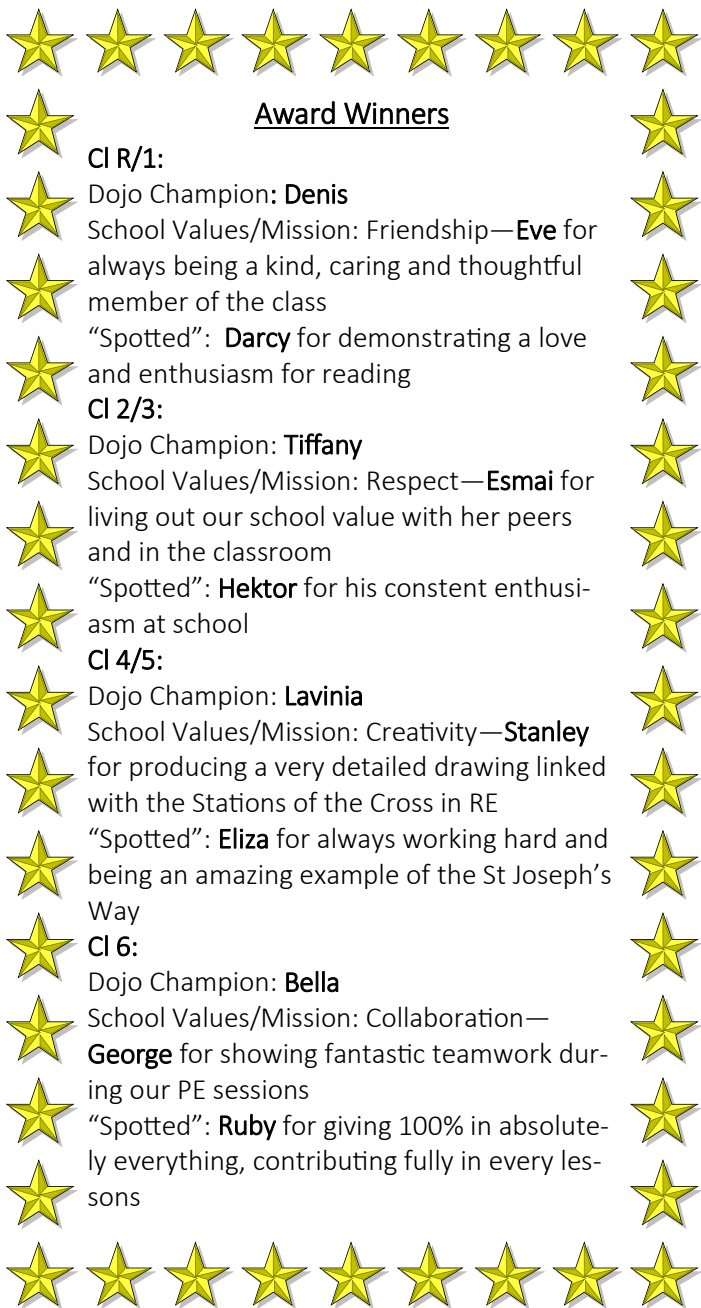 Award Winners
Cl R/1:
Dojo Champion: Denis
School Values/Mission: Friendship—Eve for
always being a kind, caring and thoughtful
member of the class
“Spotted”:  Darcy for demonstrating a love
and enthusiasm for reading
Cl 2/3:
Dojo Champion: Tiffany
School Values/Mission: Respect—Esmai for
living out our school value with her peers
and in the classroom
“Spotted”: Hektor for his constent enthusi-
asm at school
Cl 4/5:
Dojo Champion: Lavinia
School Values/Mission: Creativity—Stanley
for producing a very detailed drawing linked
with the Stations of the Cross in RE
“Spotted”: Eliza for always working hard and
being an amazing example of the St Joseph’s
Way
Cl 6:
Dojo Champion: Bella
School Values/Mission: Collaboration—
George for showing fantastic teamwork dur-
ing our PE sessions
“Spotted”: Ruby for giving 100% in absolute-
ly everything, contributing fully in every les-
sons